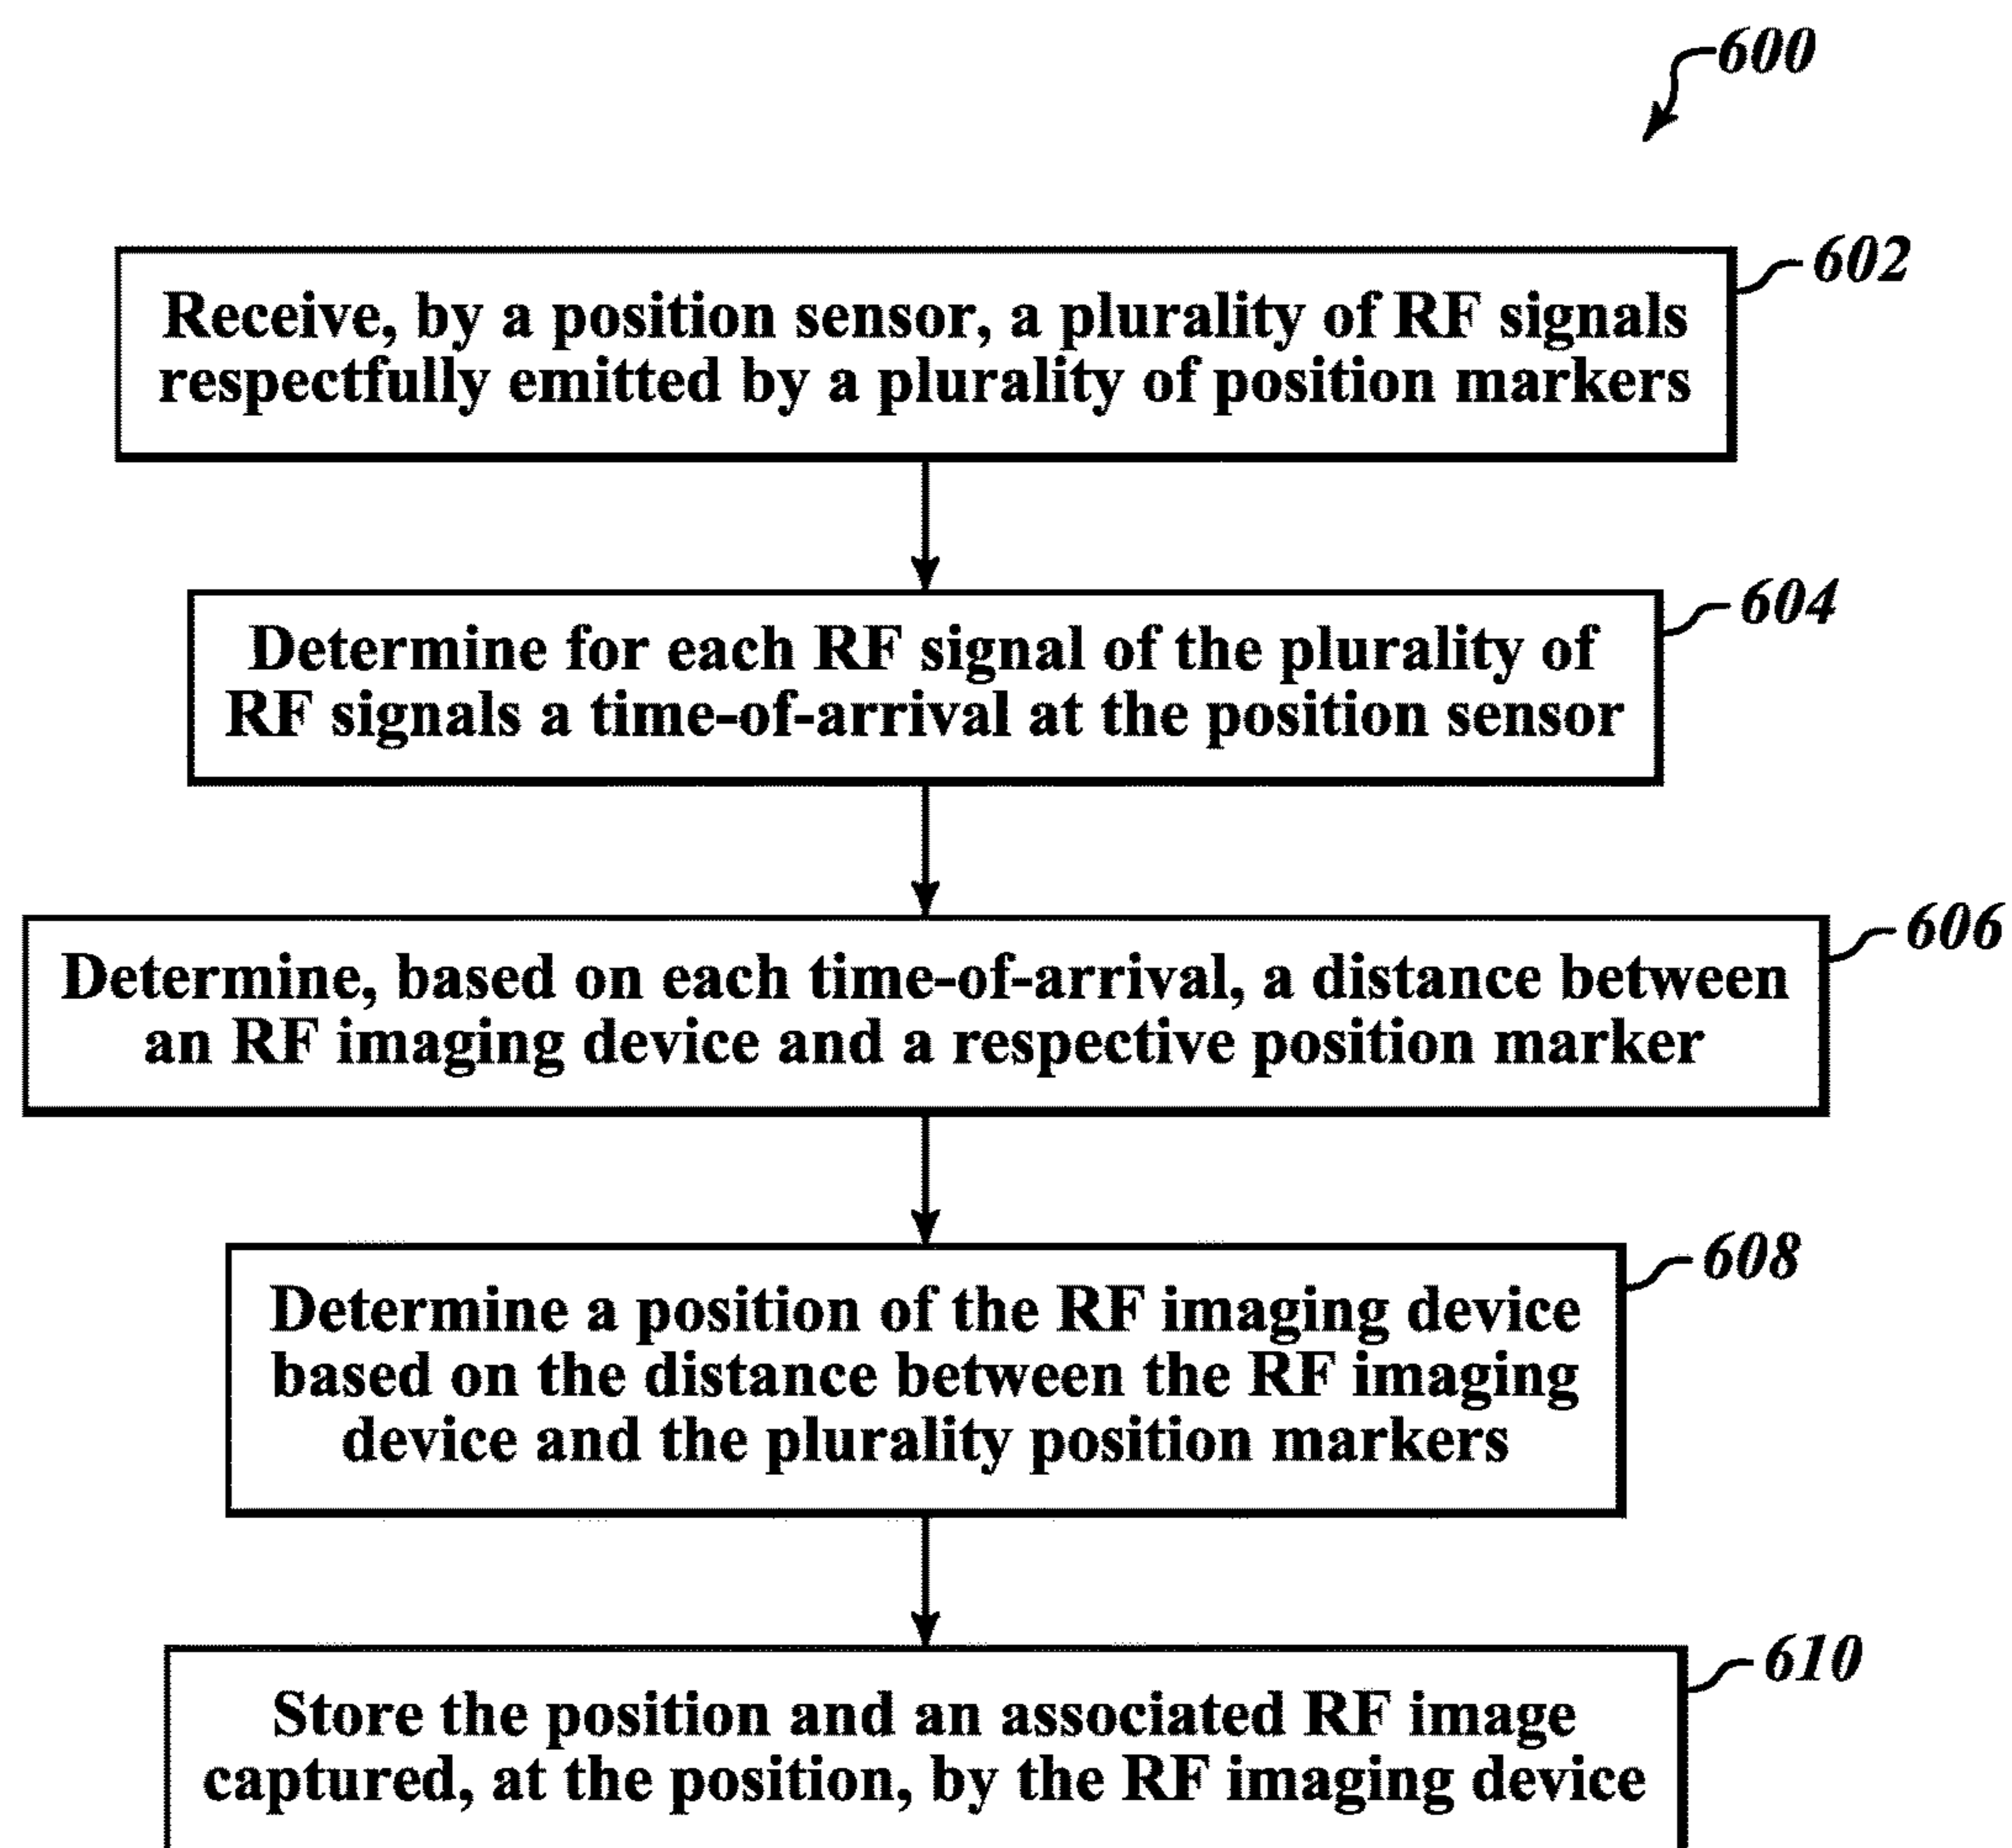 600
602
Receive, by a position sensor, a plurality of RF signals
respectfully emitted by a plurality of position markers
604
Determine for each RF signal of the plurality of
RF signals a time-of-arrival at the position sensor
606
Determine, based on each time-of-arrival, a distance between
an RF imaging device and a respective position marker
608
Determine a position of the RF imaging device
based on the distance between the RF imaging
device and the plurality position markers
610
Store the position and an associated RF image
captured, at the position, by the RF imaging device